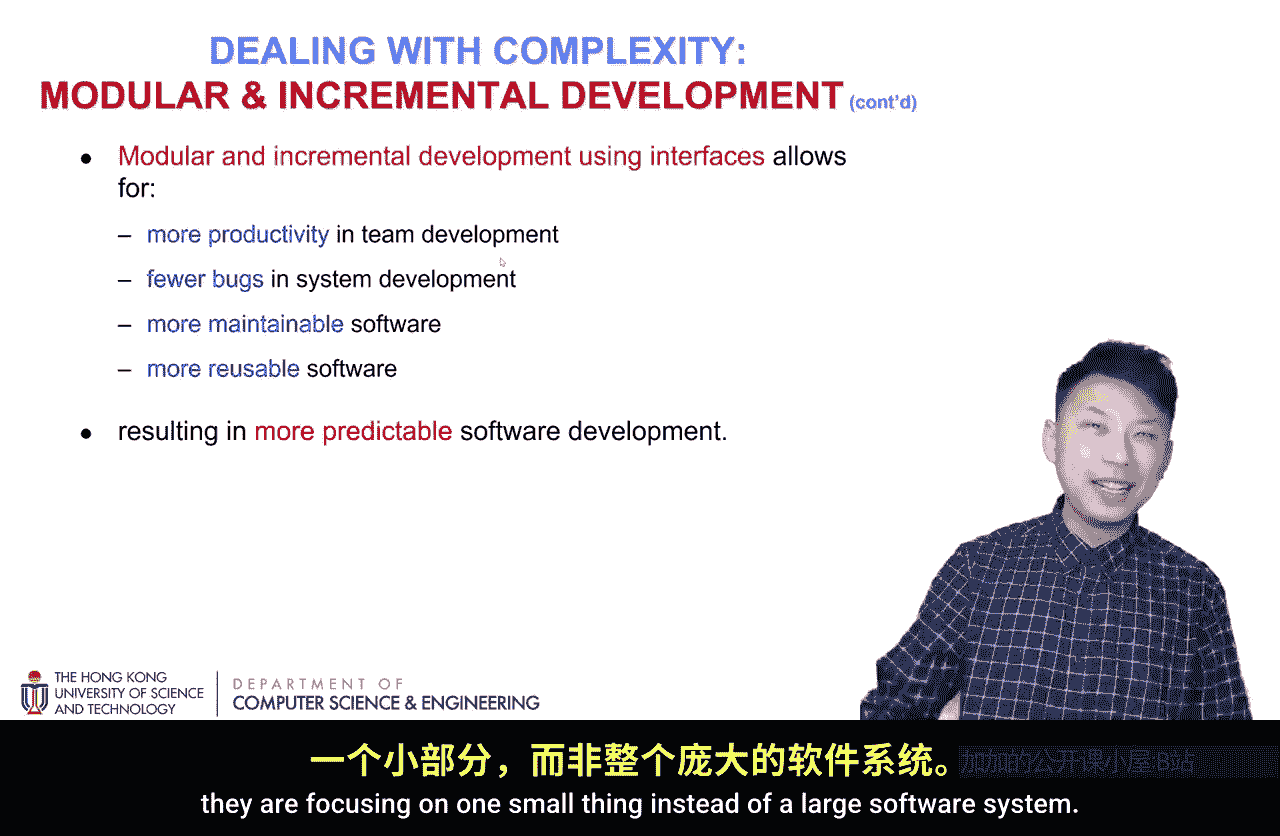 DEALING WITH COMPLEXITY:
MODULAR & INCREMENTAL DEVELOPMENT (cont'd)
● Modular and incremental development using interfaces allows
for:
– more productivity in team development
– fewer bugs in system development
– more maintainable software
– more reusable software
● resulting in more predictable software development.
THE HONG KONG
UNIVERSITY OF SCIENCE
AND TECHNOLOGY
DEPARTMENT OF
COMPUTER SCIENCE & ENGINEERING
一个小部分，而非整个庞大的软件系统。
加加的公开课小屋 B站
they are focusing on one small thing instead of a large software system.